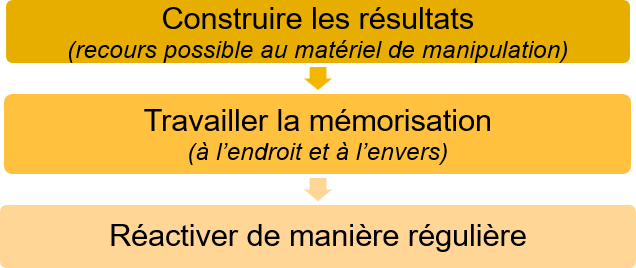 Construire les résultats
(recours possible au matériel de manipulation)
Travailler la mémorisation
(à l’endroit et à l’envers)
Réactiver de manière régulière